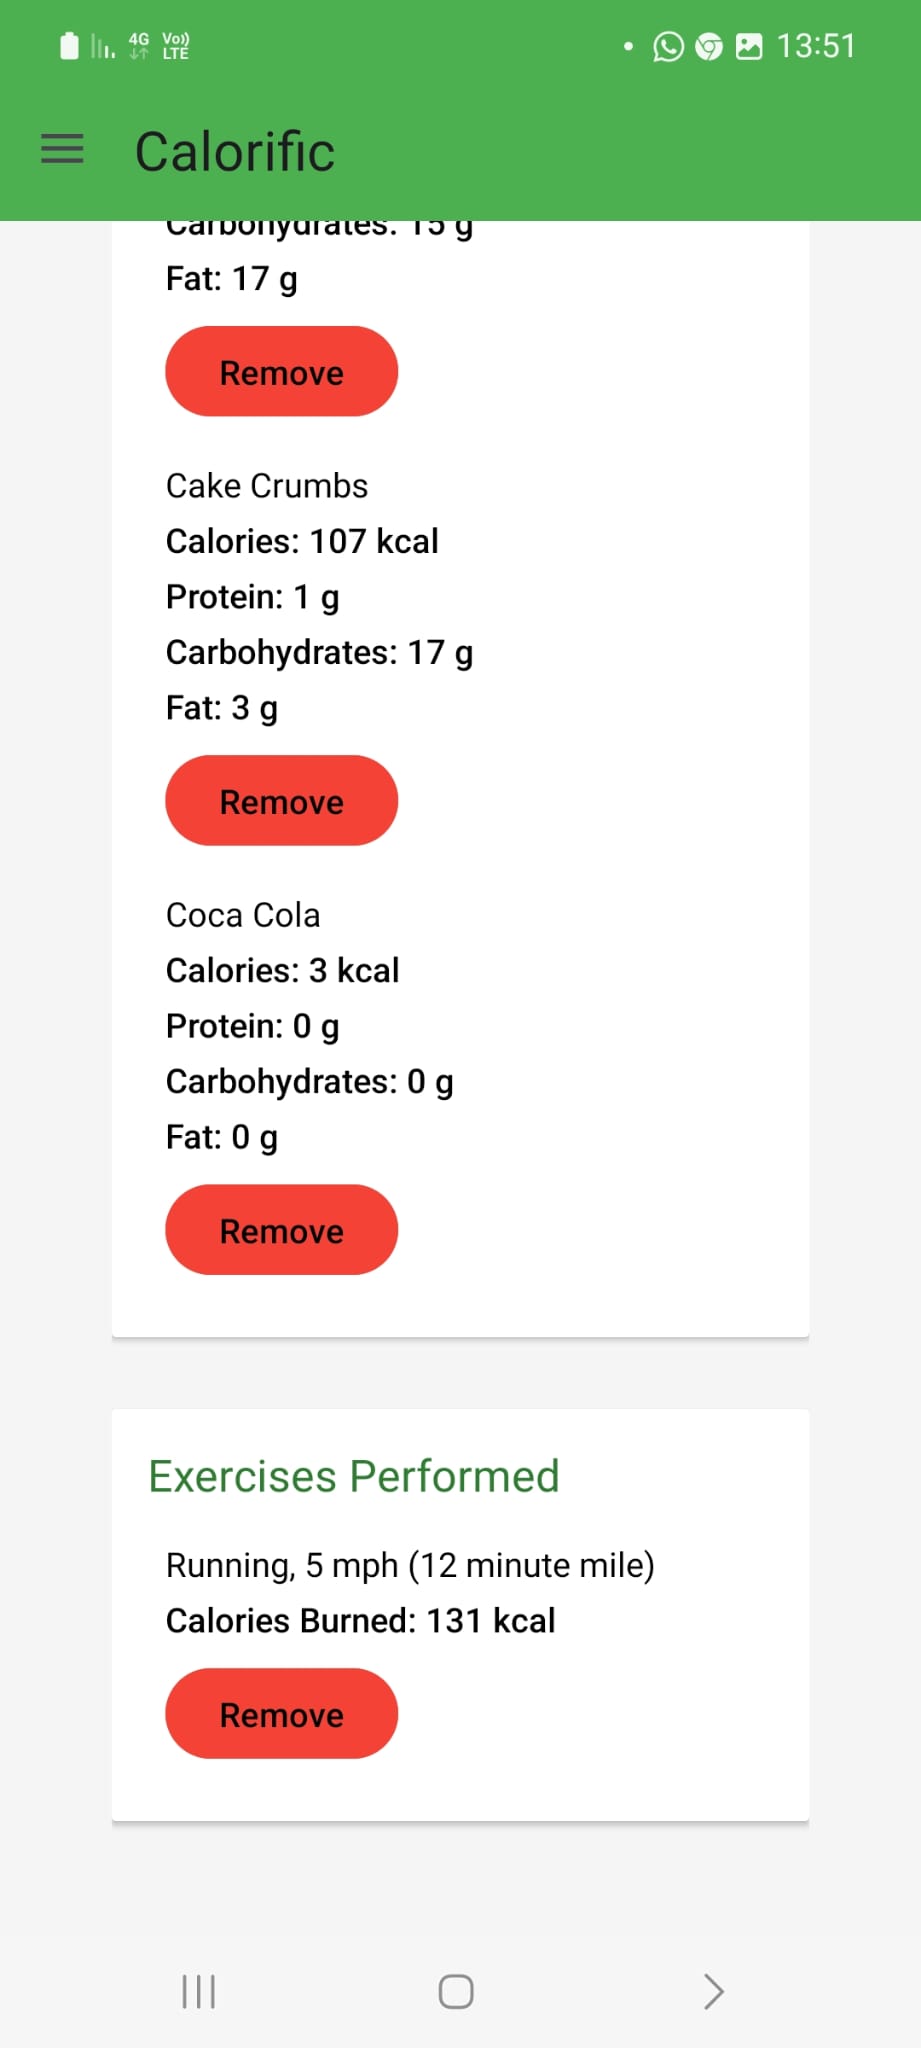 4G Vo))
LTE
13:51
Calorific
Carbohydrates: 15 g
Fat: 17 g
Remove
Cake Crumbs
Calories: 107 kcal
Protein: 1 g
Carbohydrates: 17 g
Fat: 3 g
Remove
Coca Cola
Calories: 3 kcal
Protein: 0 g
Carbohydrates: 0 g
Fat: 0 g
Remove
Exercises Performed
Running, 5 mph (12 minute mile)
Calories Burned: 131 kcal
Remove